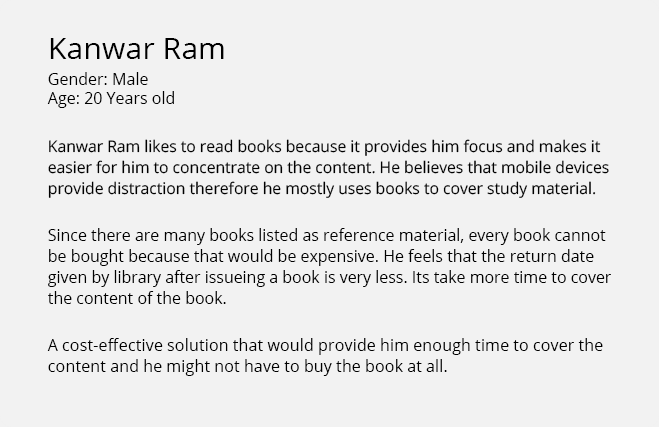 Kanwar Ram
Gender: Male
Age: 20 Years old
Kanwar Ram likes to read books because it provides him focus and makes it
easier for him to concentrate on the content. He believes that mobile devices
provide distraction therefore he mostly uses books to cover study material.
Since there are many books listed as reference material, every book cannot
be bought because that would be expensive. He feels that the return date
given by library after issueing a book is very less. Its take more time to cover
the content of the book.
A cost-effective solution that would provide him enough time to cover the
content and he might not have to buy the book at all.